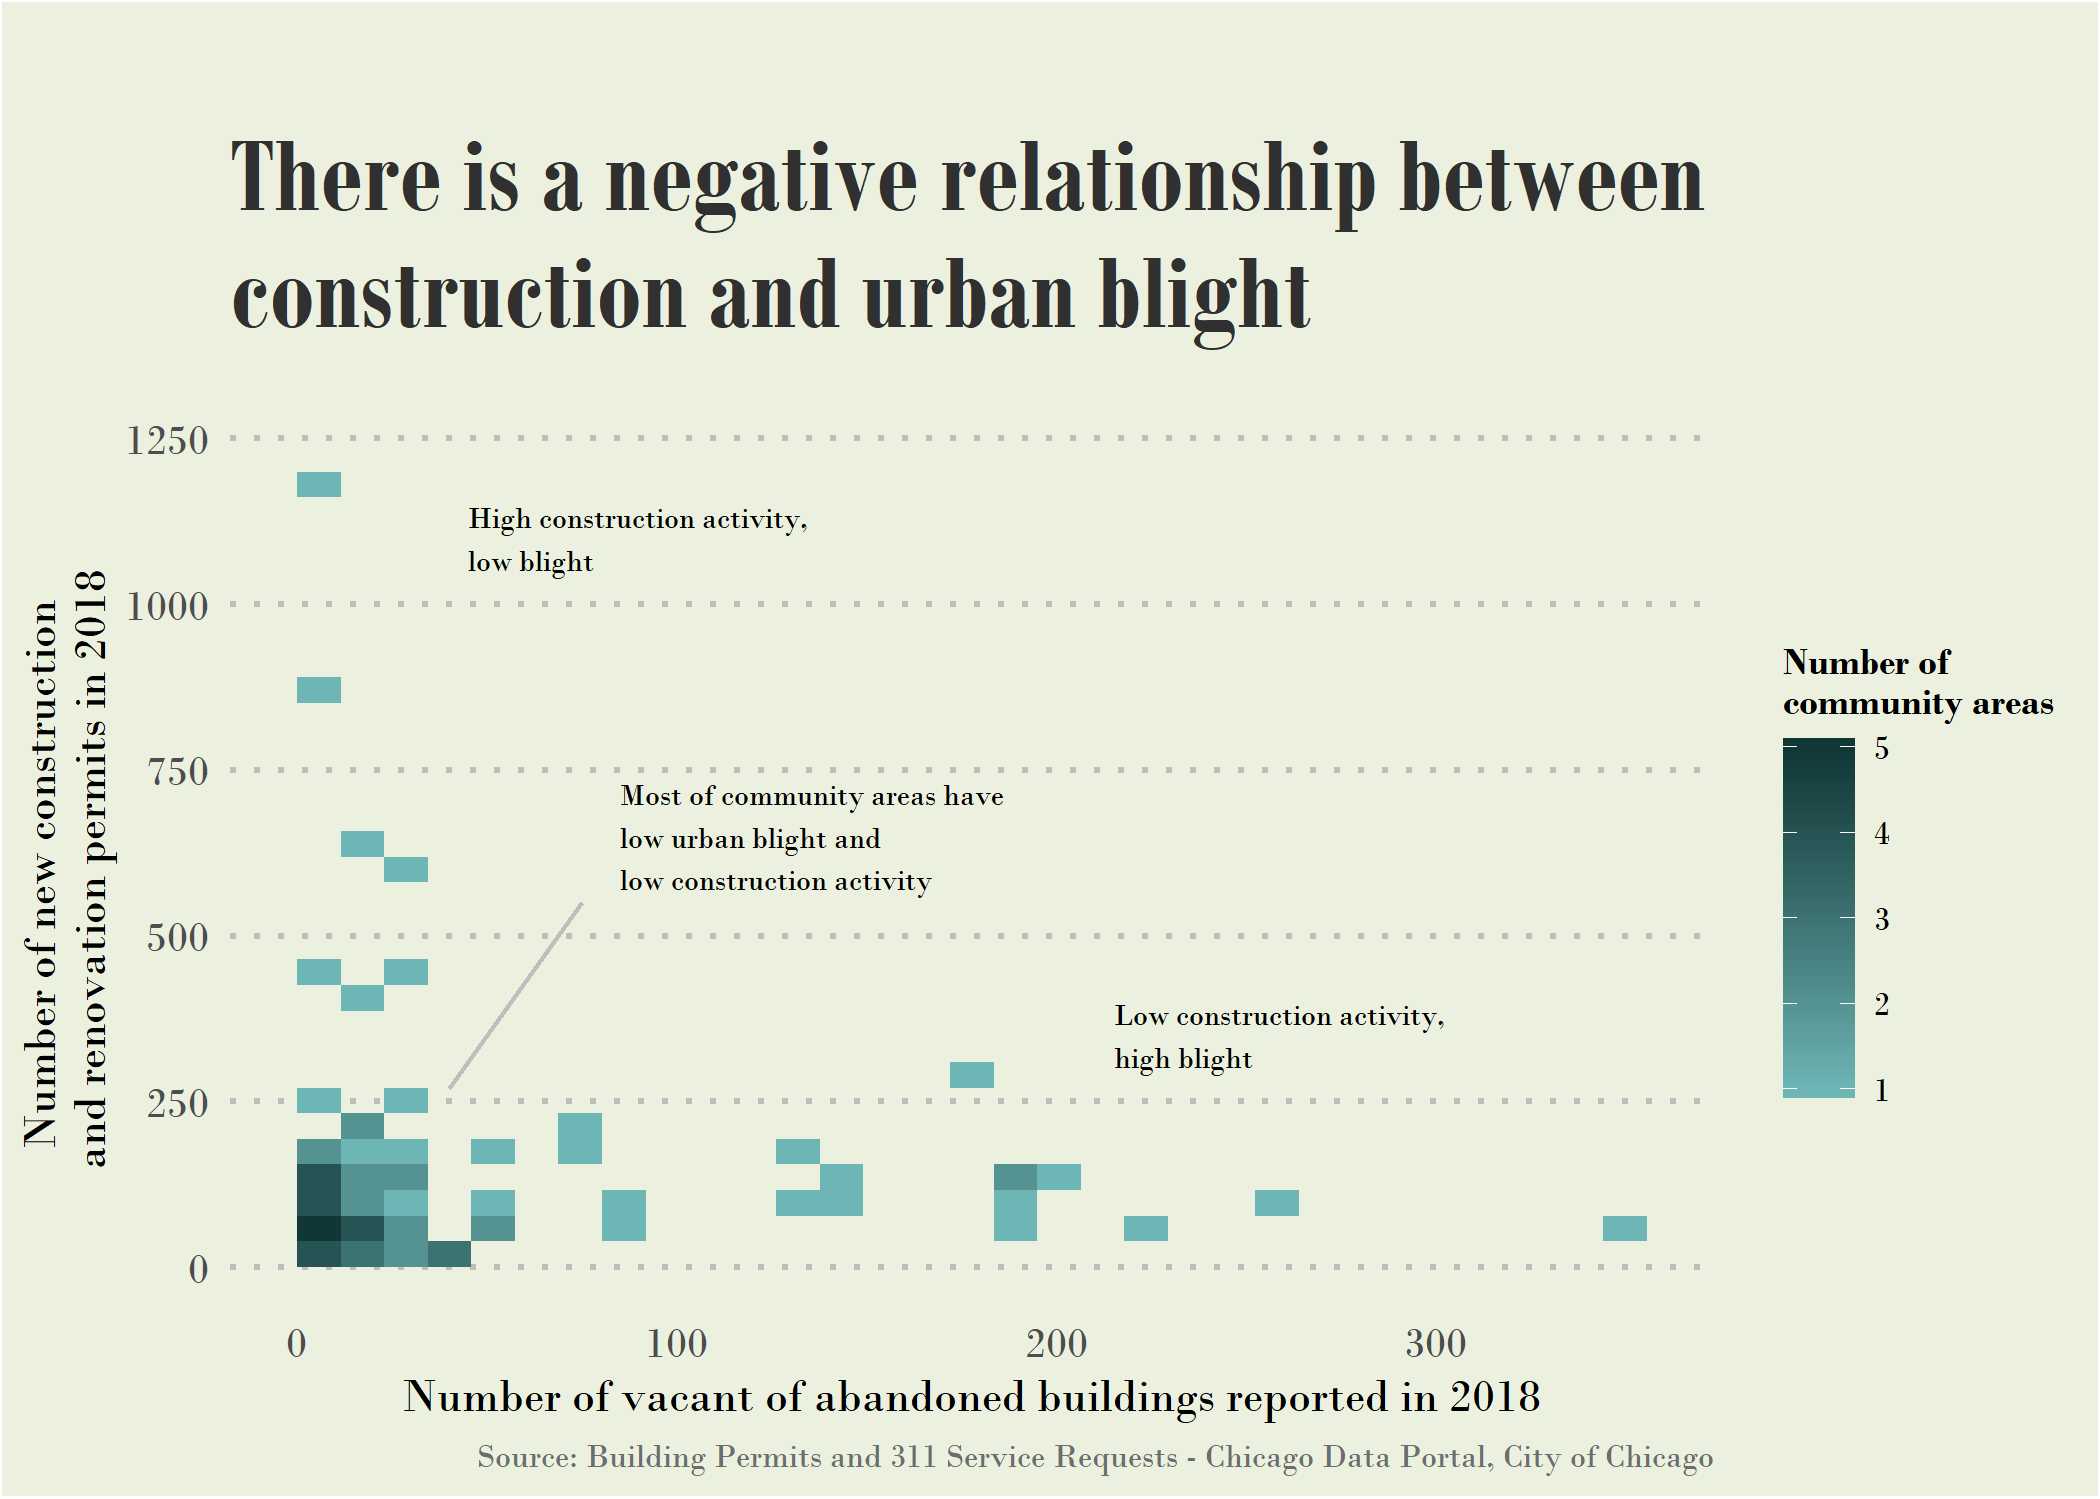 There is a negative relationship between
construction and urban blight
1250
1000
750
500
250
0
Number of new construction
and renovation permits in 2018
High construction activity,
low blight
Most of community areas have
low urban blight and
low construction activity
Low construction activity,
high blight
Number of
community areas
5
4
3
2
1
0 100 200 300
Number of vacant of abandoned buildings reported in 2018
Source: Building Permits and 311 Service Requests - Chicago Data Portal, City of Chicago